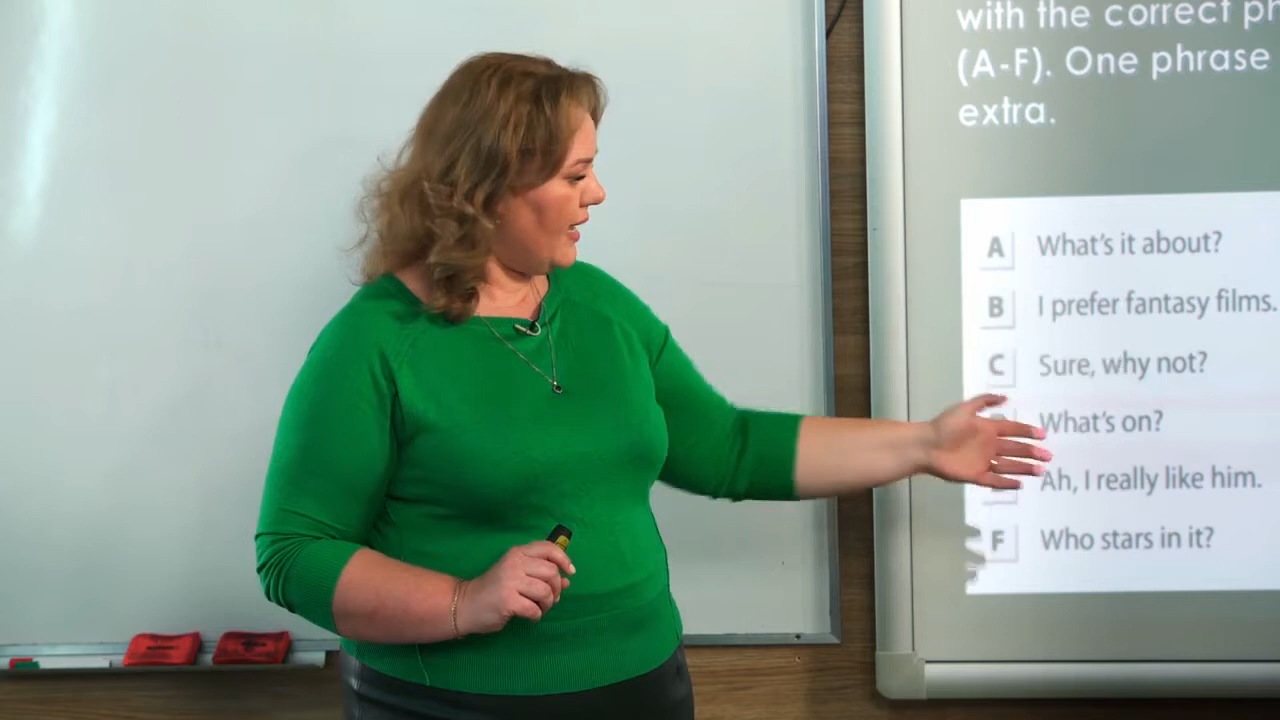 with the correct
(A-F). One phrase
extra.
A What's it about?
B I prefer fantasy films.
C Sure, why not?
What's on?
Ah, I really like him.
F Who stars in it?